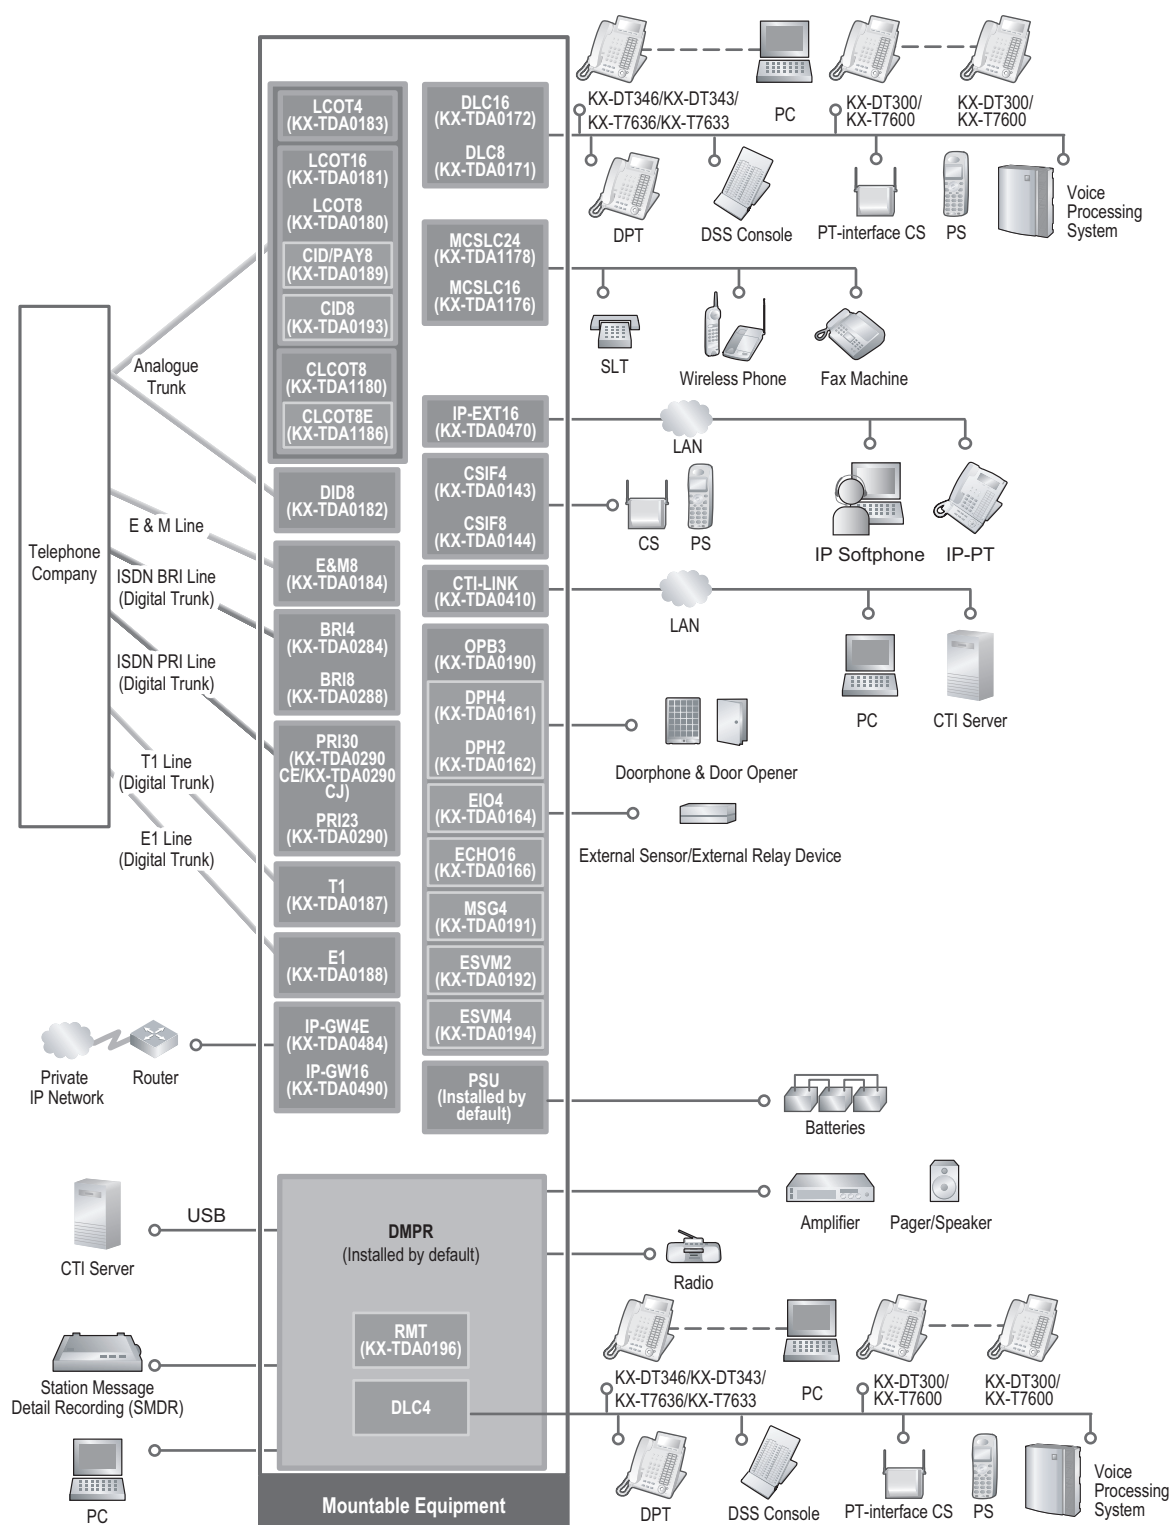 LCOT4
(KX-TDA0183)
LCOT16
(KX-TDA0181)
LCOT8
(KX-TDA0180)
CID/PAY8
(KX-TDA0189)
CID8
(KX-TDA0193)
CLCOT8
(KX-TDA1180)
CLCOT8E
(KX-TDA1186)
DID8
(KX-TDA0182)
E&M8
(KX-TDA0184)
BRI4
(KX-TDA0284)
BRI8
(KX-TDA0288)
PRI30
(KX-TDA0290
CE/KX-TDA0290
CJ)
PRI23
(KX-TDA0290)
T1
(KX-TDA0187)
E1
(KX-TDA0188)
IP-GW4E
(KX-TDA0484)
IP-GW16
(KX-TDA0490)
Telephone
Company
Analogue
Trunk
E & M Line
ISDN BRI Line
(Digital Trunk)
ISDN PRI Line
(Digital Trunk)
T1 Line
(Digital Trunk)
E1 Line
(Digital Trunk)
Private
IP Network
Router
DLC16
(KX-TDA0172)
DLC8
(KX-TDA0171)
MCSLC24
(KX-TDA1178)
MCSLC16
(KX-TDA1176)
IP-EXT16
(KX-TDA0470)
CSIF4
(KX-TDA0143)
CSIF8
(KX-TDA0144)
CTI-LINK
(KX-TDA0410)
OPB3
(KX-TDA0190)
DPH4
(KX-TDA0161)
DPH2
(KX-TDA0162)
EIO4
(KX-TDA0164)
ECHO16
(KX-TDA0166)
MSG4
(KX-TDA0191)
ESVM2
(KX-TDA0192)
ESVM4
(KX-TDA0194)
PSU
(Installed by
default)
KX-DT346/KX-DT343/
KX-T7636/KX-T7633
PC
KX-DT300/
KX-T7600
KX-DT300/
KX-T7600
DPT
DSS Console
PT-interface CS
PS
Voice
Processing
System
SLT
Wireless Phone
Fax Machine
LAN
IP Softphone
IP-PT
CS
PS
LAN
PC
CTI Server
Doorphone & Door Opener
External Sensor/External Relay Device
Batteries
Amplifier
Pager/Speaker
Radio
USB
CTI Server
Station Message
Detail Recording (SMDR)
PC
DMPR
(Installed by default)
RMT
(KX-TDA0196)
DLC4
Mountable Equipment
KX-DT346/KX-DT343/
KX-T7636/KX-T7633
PC
KX-DT300/
KX-T7600
KX-DT300/
KX-T7600
DPT
DSS Console
PT-interface CS
PS
Voice
Processing
System